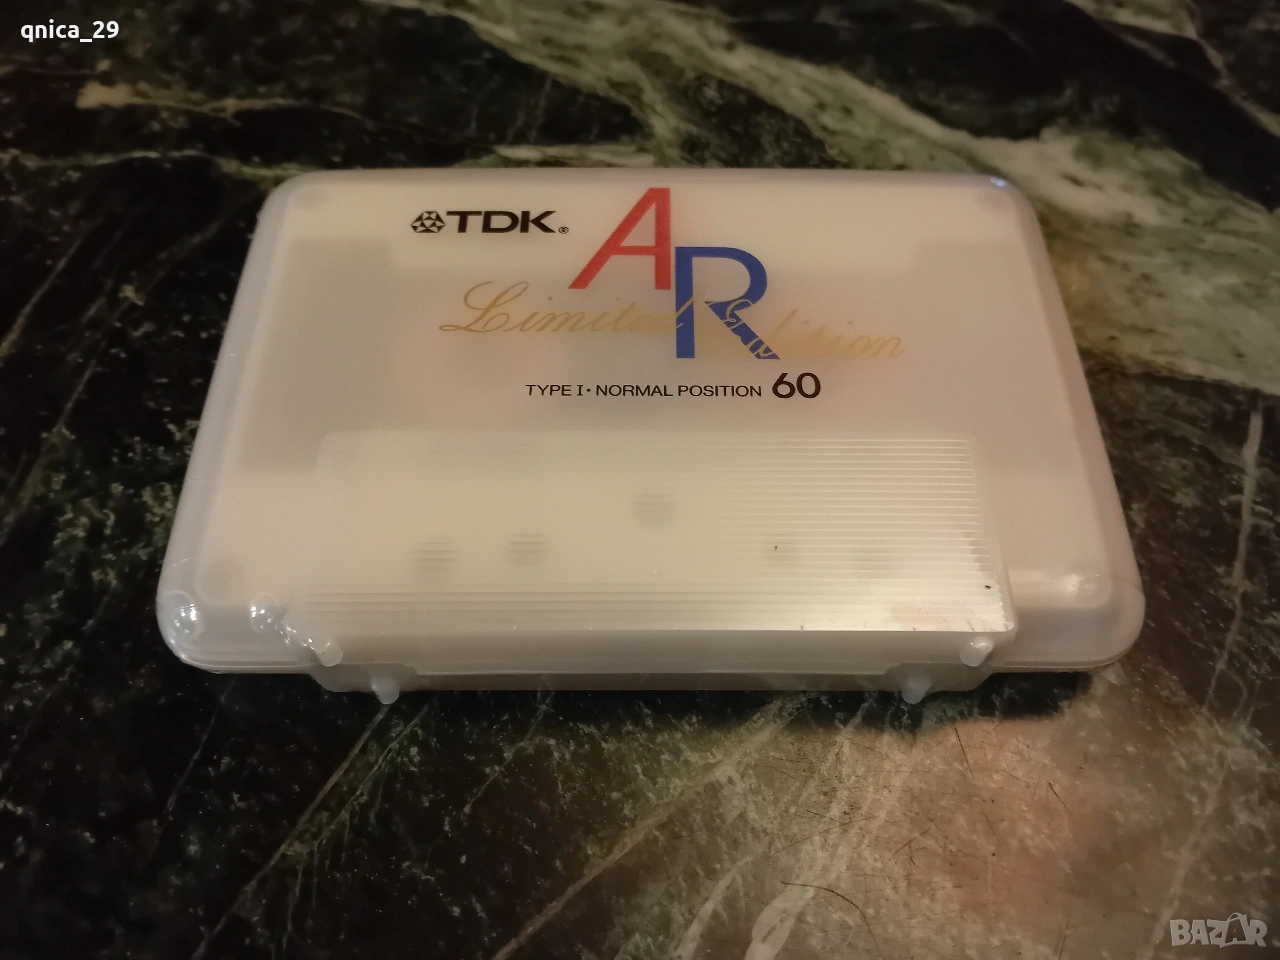 qnica_29
TDK®
AR
Limited Edition
TYPE I • NORMAL POSITION 60
BAZAR